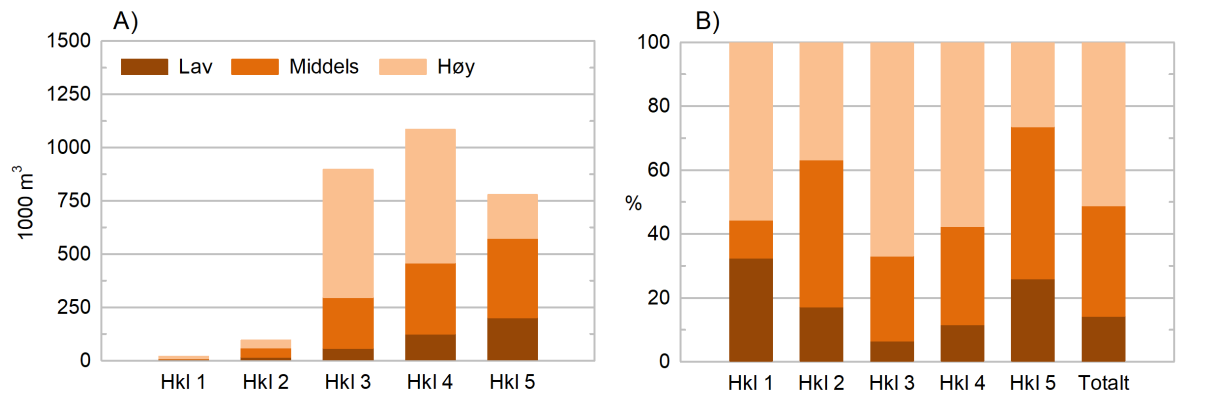 A)
1500
1250
1000
750
500
250
0
1000 m³
Lav Middels Høy
Hkl 1 Hkl 2 Hkl 3 Hkl 4 Hkl 5
B)
100
80
60
40
20
0
%
Hkl 1 Hkl 2 Hkl 3 Hkl 4 Hkl 5 Totalt